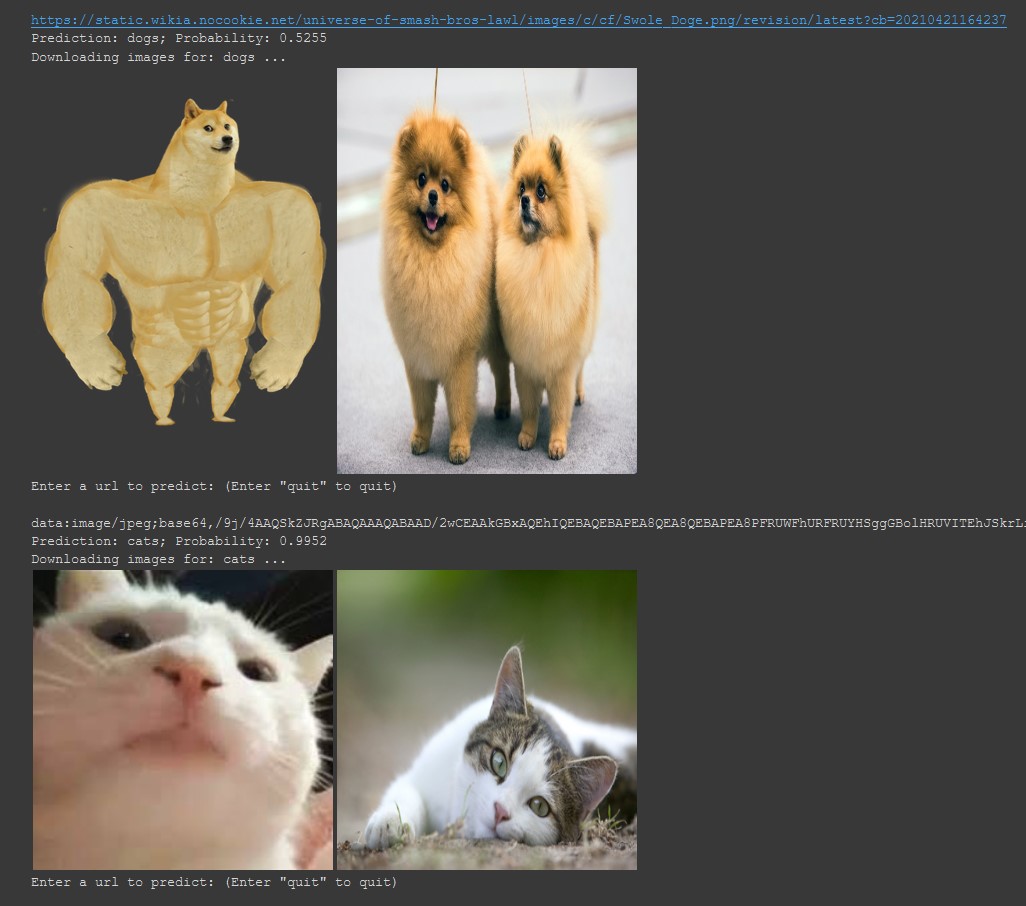 https://static.wikia.nocookie.net/universe-of-smash-bros-lawl/images/c/cf/Swole_Doge.png/revision/latest?cb=20210421164237
Prediction: dogs; Probability: 0.5255
Downloading images for: dogs ...
Enter a url to predict: (Enter "quit" to quit)
data:image/jpeg;base64,/9j/4AAQSkZJRgABAQAAAQABAAD/2wCEAAkGBxAQEhIQEBAQEBAPEA8QEA8QEBAPEA8PFRUWFhURFRUYHSggGBolHRUVITEhJSkrLi
Prediction: cats; Probability: 0.9952
Downloading images for: cats ...
Enter a url to predict: (Enter "quit" to quit)